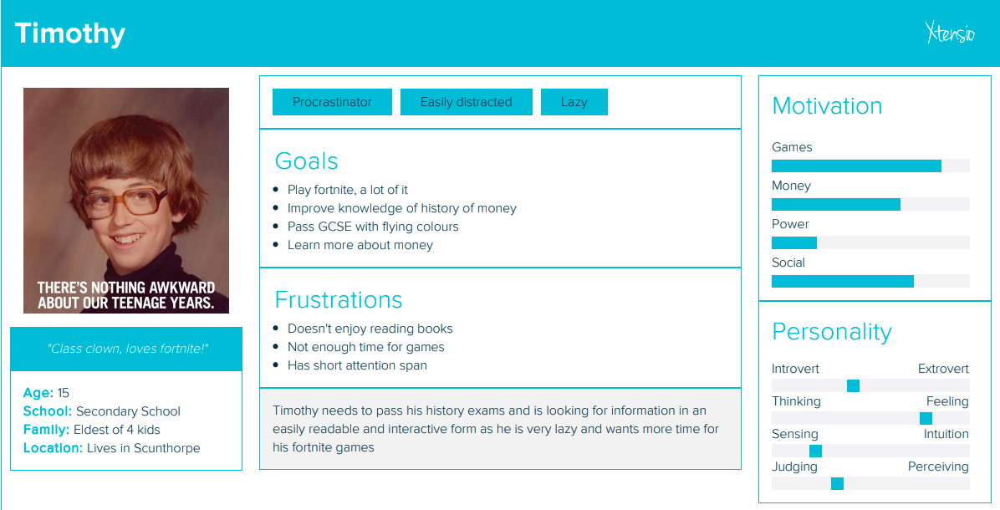 Timothy
Xtensio
THERE'S NOTHING AWKWARD
ABOUT OUR TEENAGE YEARS.
"Class clown, loves fortnite!"
Age: 15
School: Secondary School
Family: Eldest of 4 kids
Location: Lives in Scunthorpe
Procrastinator
Easily distracted
Lazy
Goals
Play fortnite, a lot of it
Improve knowledge of history of money
Pass GCSE with flying colours
Learn more about money
Frustrations
Doesn't enjoy reading books
Not enough time for games
Has short attention span
Timothy needs to pass his history exams and is looking for information in an
easily readable and interactive form as he is very lazy and wants more time for
his fortnite games
Motivation
Games
Money
Power
Social
Personality
Introvert Extrovert
Thinking Feeling
Sensing Intuition
Judging Perceiving